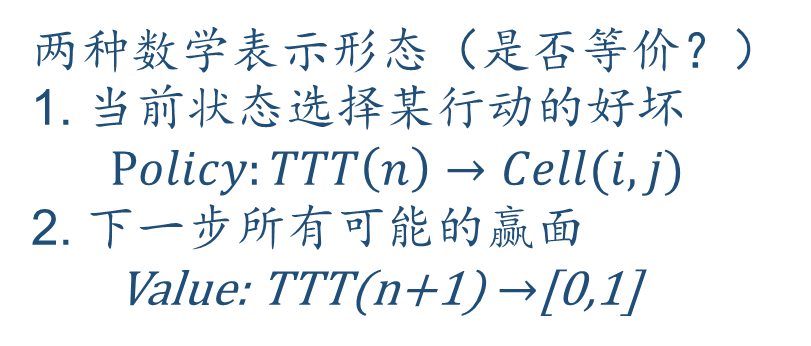 两种数学表示形态（是否等价？）
1. 当前状态选择某行动的好坏
Policy: TTT(n) → Cell(i, j)
2. 下一步所有可能的赢面
Value: TTT(n+1) →[0,1]